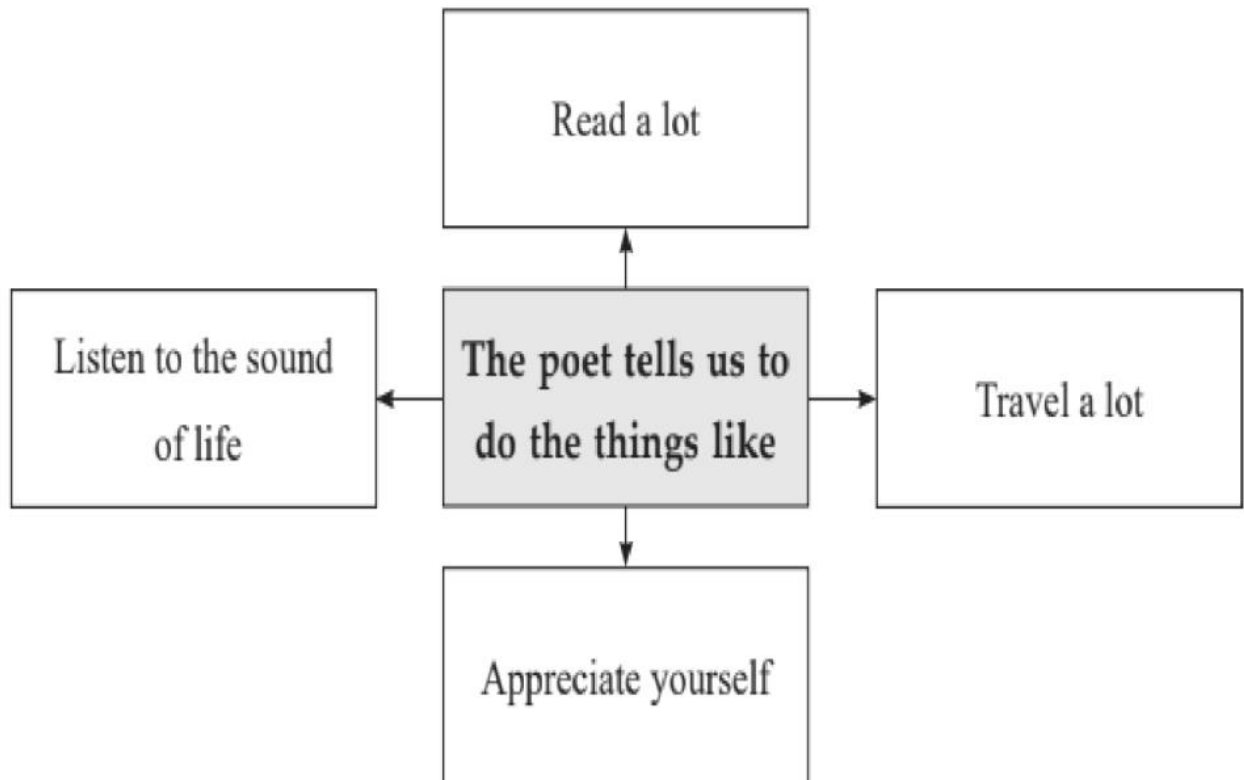 Read a lot
Listen to the sound
of life
The poet tells us to
do the things like
Travel a lot
Appreciate yourself